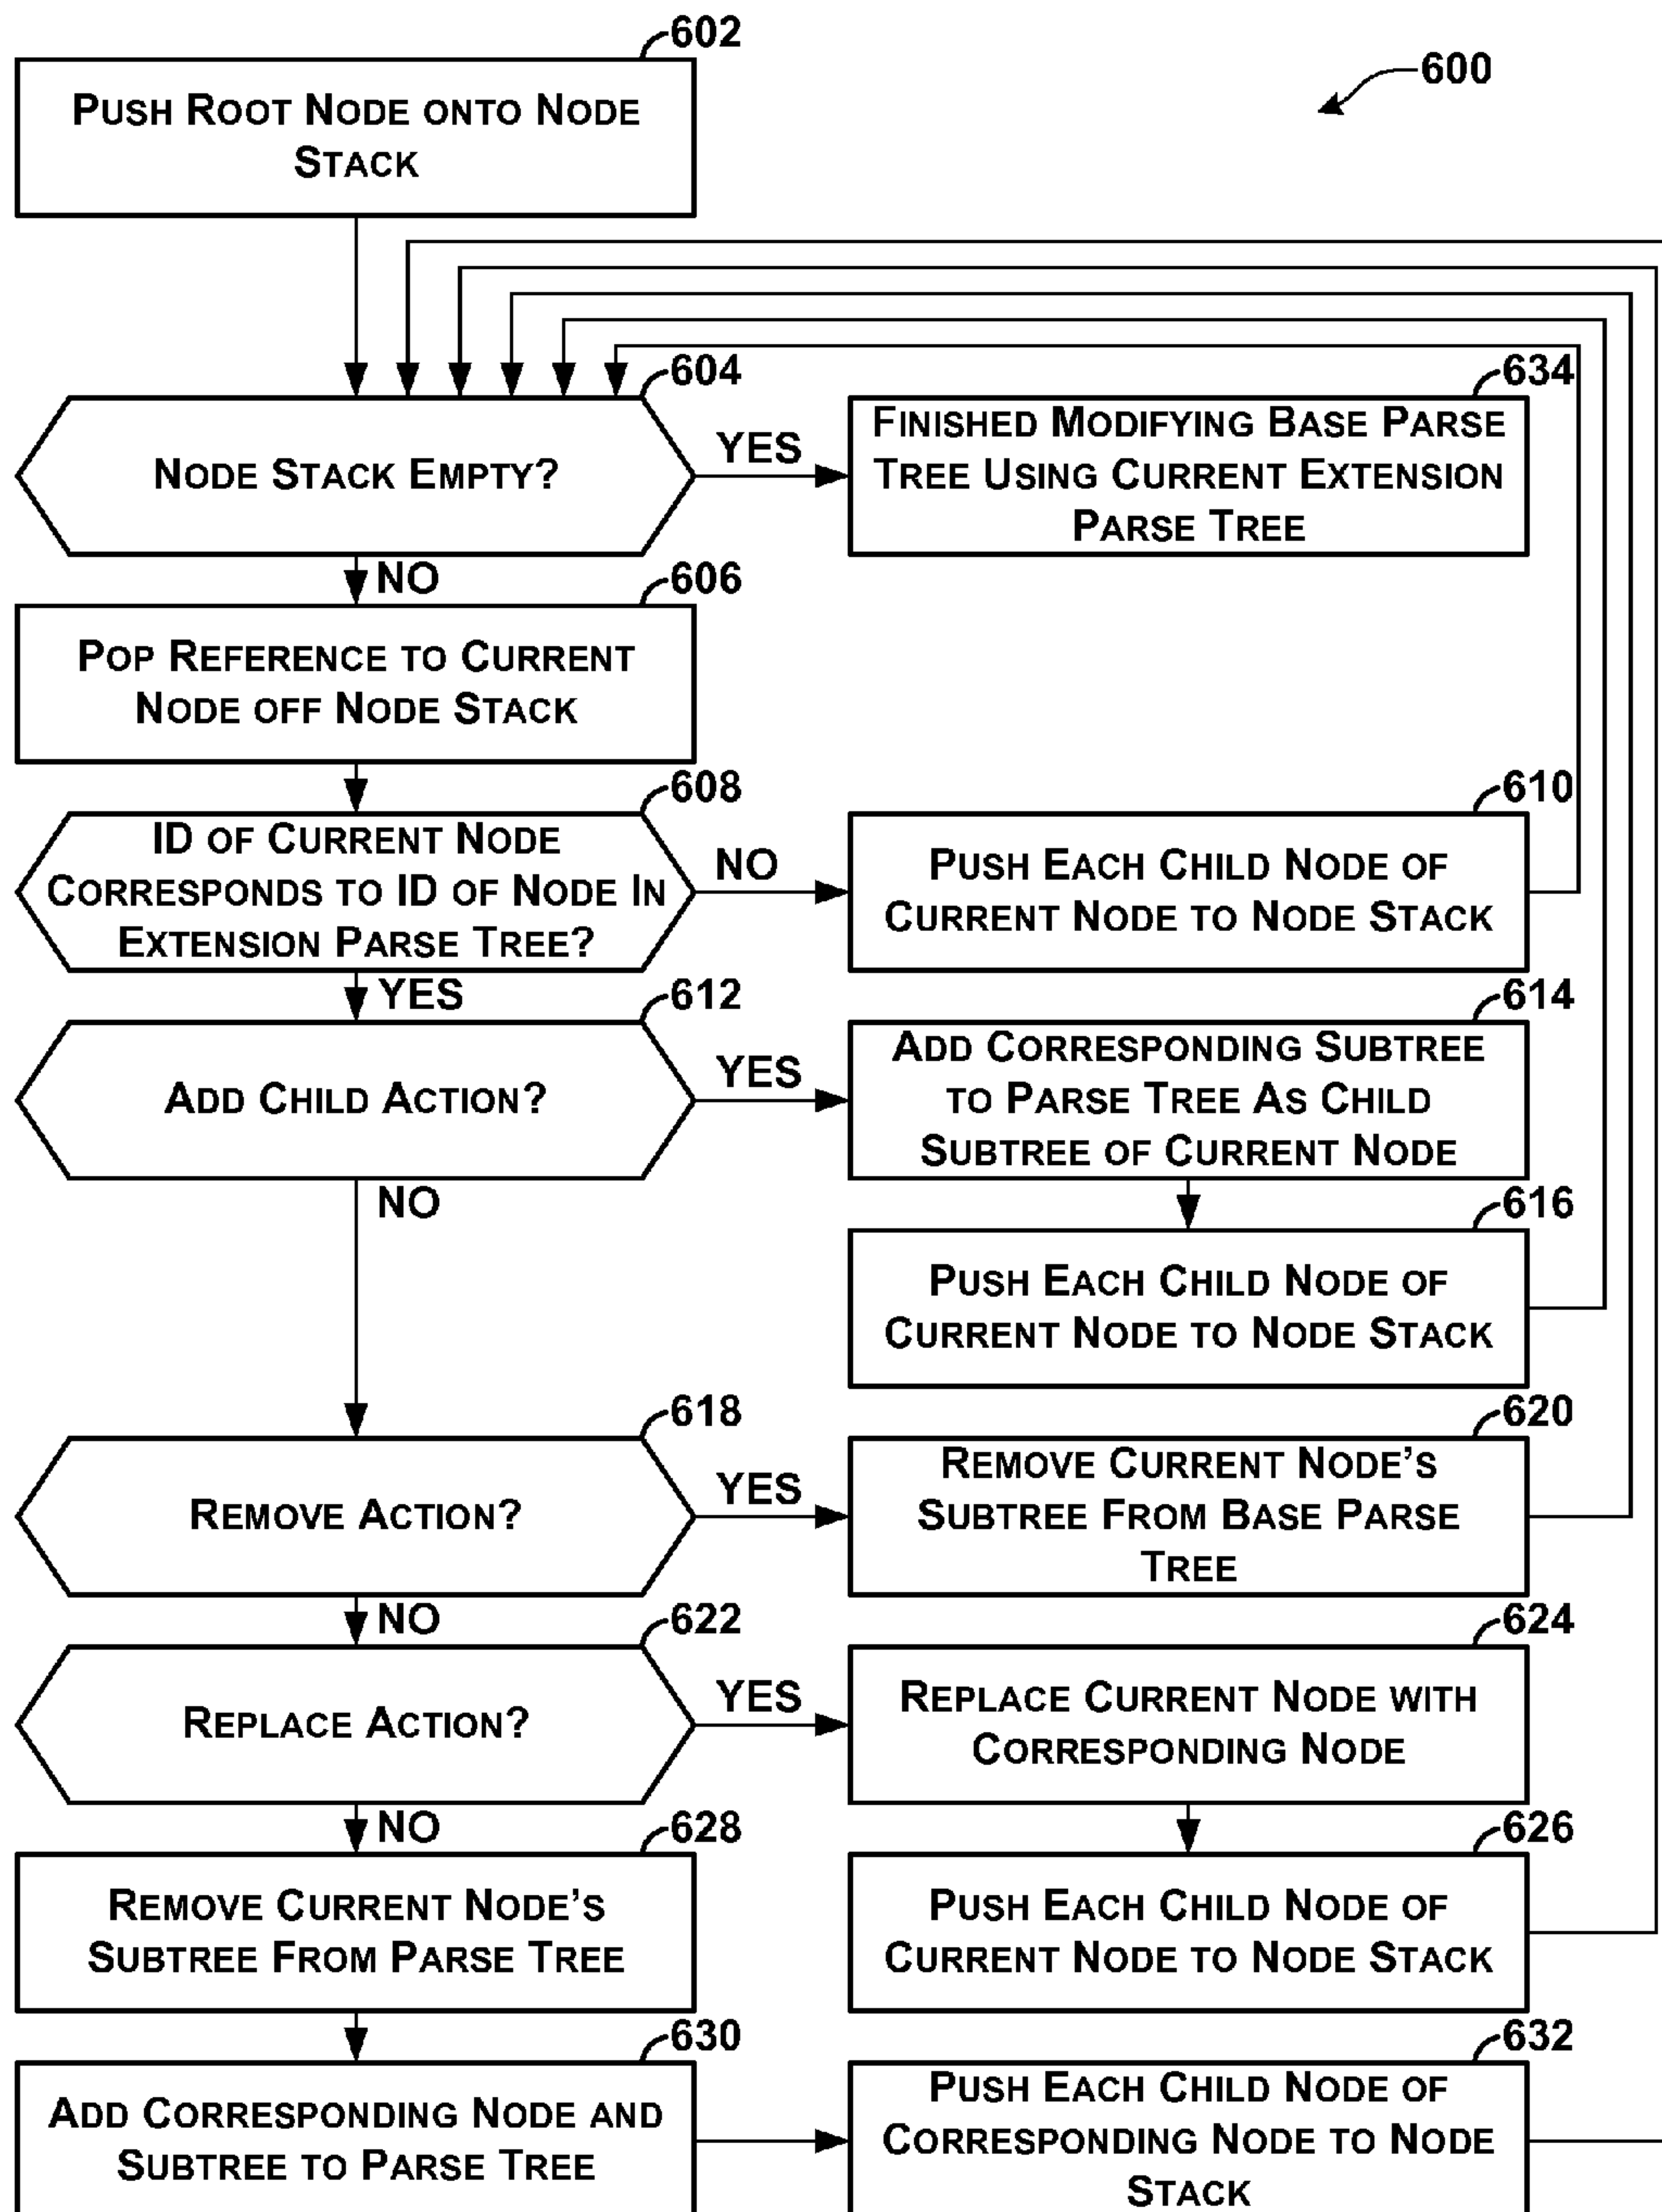 602
600
PUSH ROOT NODE ONTO NODE
STACK
604
634
NODE STACK EMPTY?
YES
FINISHED MODIFYING BASE PARSE
TREE USING CURRENT EXTENSION
PARSE TREE
NO
606
POP REFERENCE TO CURRENT
NODE OFF NODE STACK
608
610
ID OF CURRENT NODE
CORRESPONDS TO ID OF NODE IN
EXTENSION PARSE TREE?
NO
PUSH EACH CHILD NODE OF
CURRENT NODE TO NODE STACK
YES
612
614
ADD CHILD ACTION?
YES
ADD CORRESPONDING SUBTREE
TO PARSE TREE AS CHILD
SUBTREE OF CURRENT NODE
NO
616
PUSH EACH CHILD NODE OF
CURRENT NODE TO NODE STACK
618
620
REMOVE ACTION?
YES
REMOVE CURRENT NODE'S
SUBTREE FROM BASE PARSE
TREE
NO
622
624
REPLACE ACTION?
YES
REPLACE CURRENT NODE WITH
CORRESPONDING NODE
NO
628
626
REMOVE CURRENT NODE'S
SUBTREE FROM PARSE TREE
PUSH EACH CHILD NODE OF
CURRENT NODE TO NODE STACK
630
632
ADD CORRESPONDING NODE AND
SUBTREE TO PARSE TREE
PUSH EACH CHILD NODE OF
CORRESPONDING NODE TO NODE
STACK